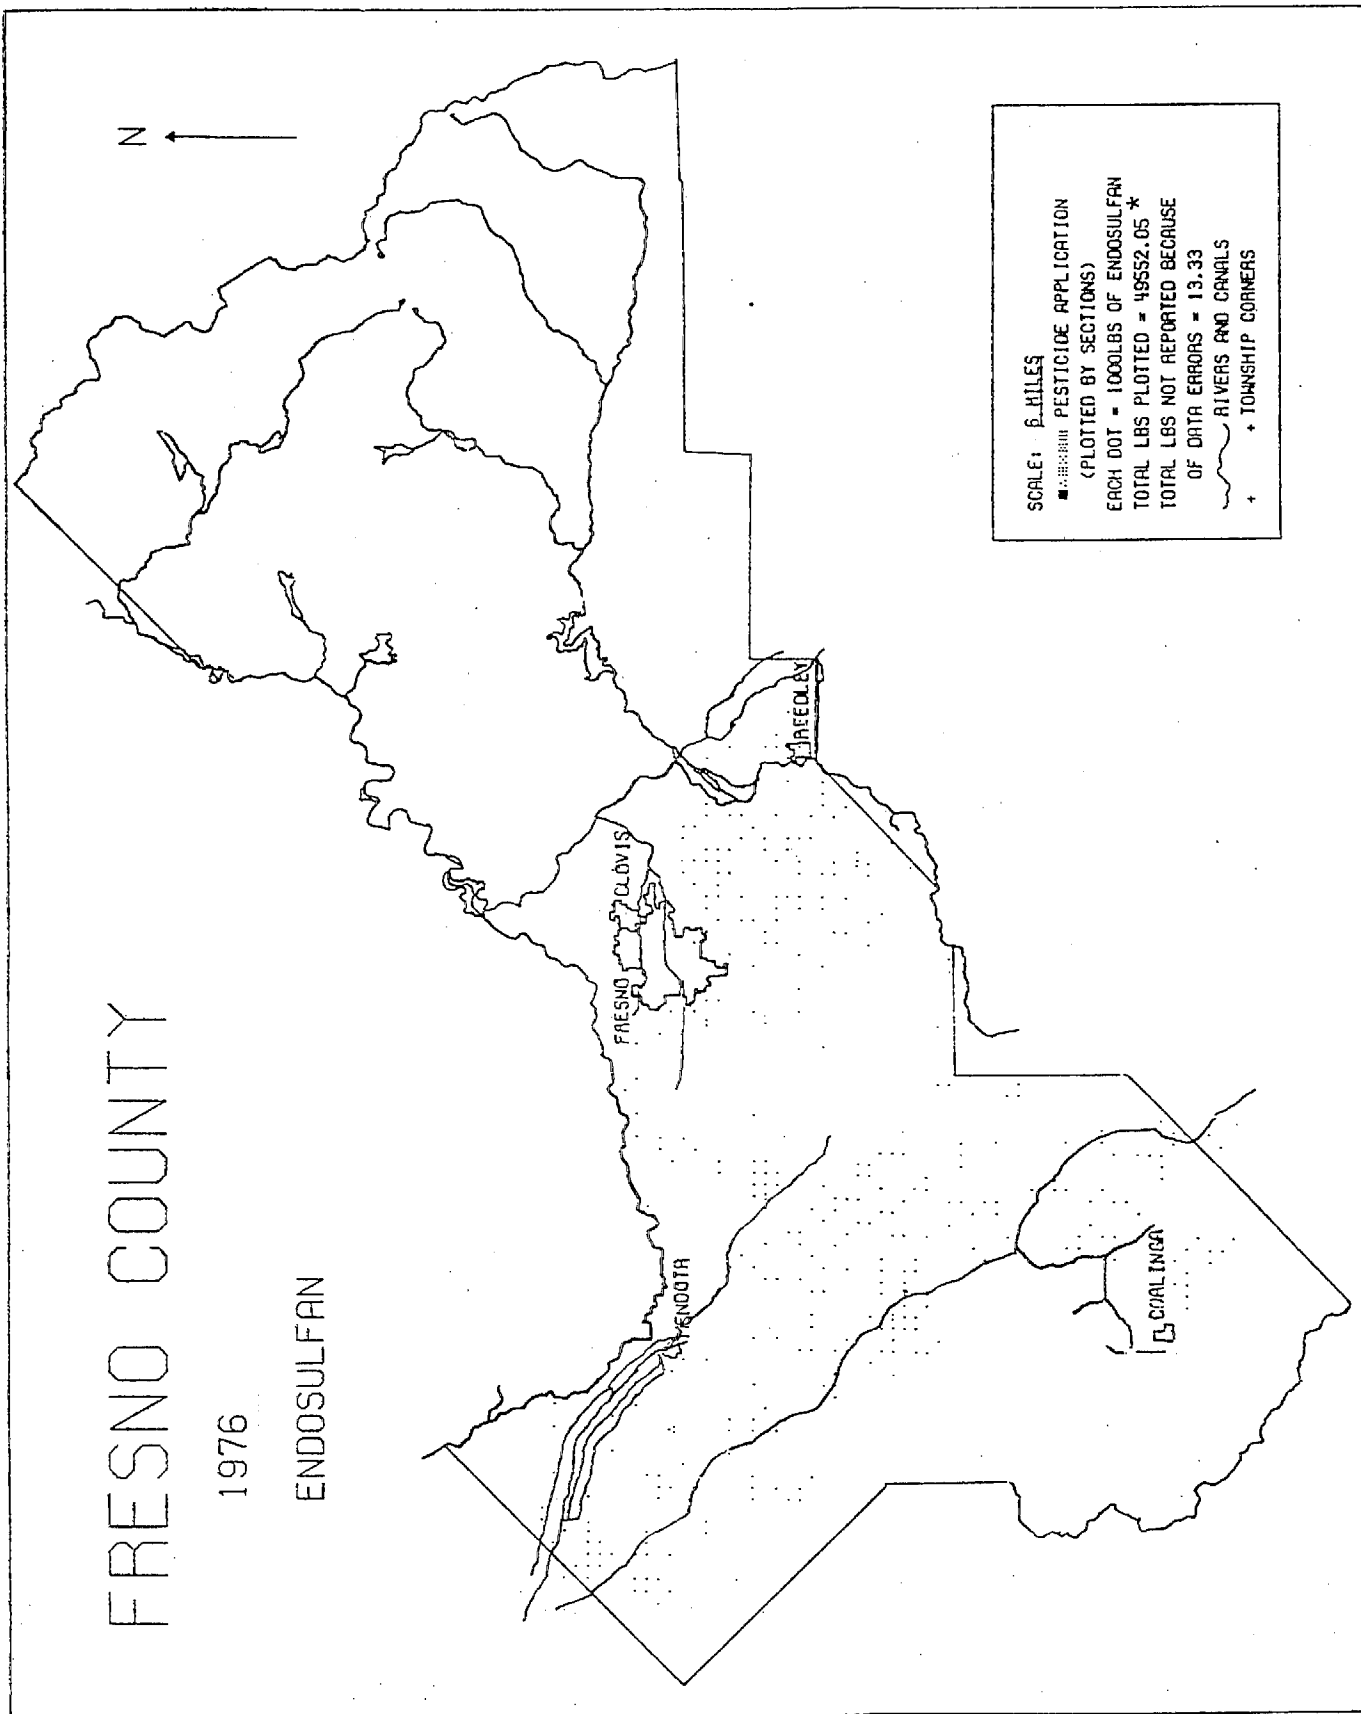 FRESNO COUNTY
1976
ENDOSULFAN
N
FRESNO
CLOVIS
REEDLEY
MENDOTA
COALINGA
SCALE: 6 MILES
PESTICIDE APPLICATION
(PLOTTED BY SECTIONS)
EACH DOT = 1000LBS OF ENDOSULFAN
TOTAL LBS PLOTTED = 49552.05 *
TOTAL LBS NOT REPORTED BECAUSE
OF DATA ERRORS = 13.33
RIVERS AND CANALS
+ + TOWNSHIP CORNERS